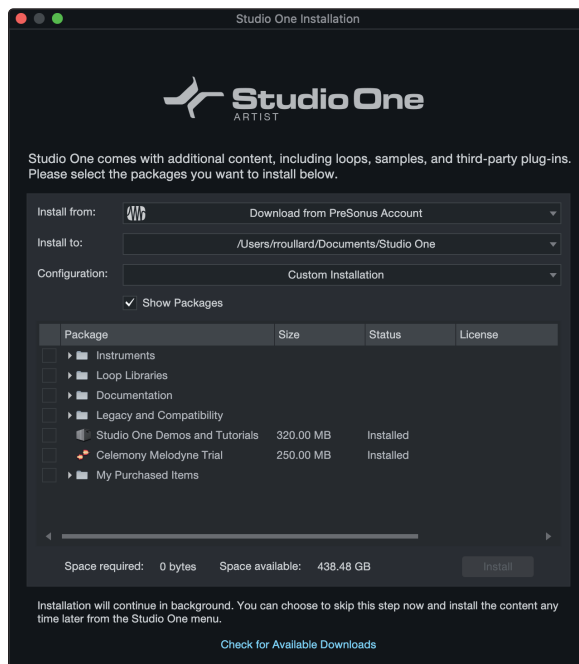 Studio One Installation
Studio One
ARTIST
Studio One comes with additional content, including loops, samples, and third-party plug-ins.
Please select the packages you want to install below.
Install from: Download from PreSonus Account
Install to: /Users/rroullard/Documents/Studio One
Configuration: Custom Installation
Show Packages
Package Size Status License
Instruments
Loop Libraries
Documentation
Legacy and Compatibility
Studio One Demos and Tutorials 320.00 MB Installed
Celemony Melodyne Trial 250.00 MB Installed
My Purchased Items
Space required: 0 bytes Space available: 438.48 GB Install
Installation will continue in background. You can choose to skip this step now and install the content any
time later from the Studio One menu.
Check for Available Downloads